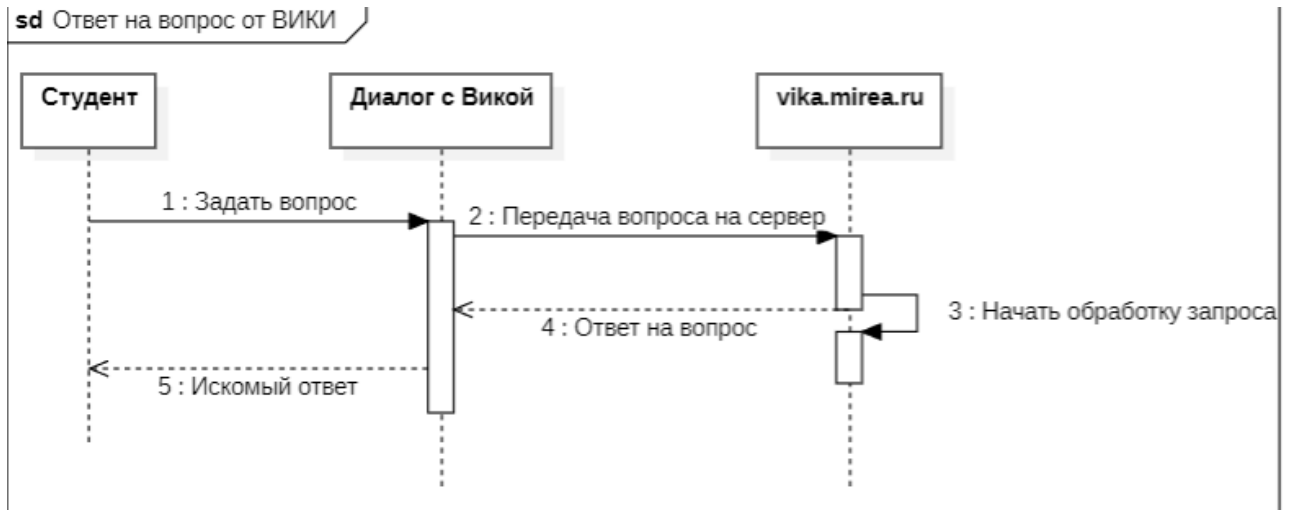 sd Ответ на вопрос от ВИКИ
Студент
Диалог с Викой
vika.mirea.ru
1 : Задать вопрос
2 : Передача вопроса на сервер
3 : Начать обработку запроса
4 : Ответ на вопрос
5 : Искомый ответ